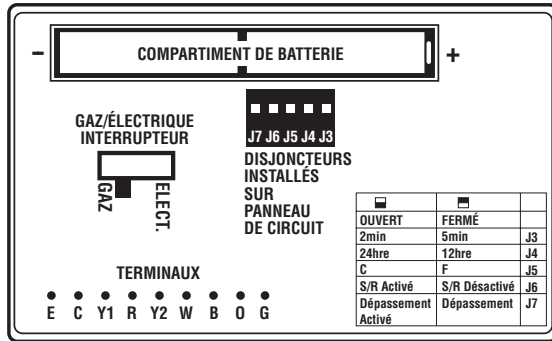 - COMPARTIMENT DE BATTERIE +
GAZ/ÉLECTRIQUE
INTERRUPTEUR
GAZ
ELECT.
J7 J6 J5 J4 J3
DISJONCTEURS
INSTALLÉS
SUR
PANNEAU
DE CIRCUIT
OUVERT FERMÉ
2min 5min J3
24hre 12hre J4
C F J5
S/R Activé S/R Désactivé J6
Dépassement Dépassement J7
Activé
TERMINAUX
E C Y1 R Y2 W B O G